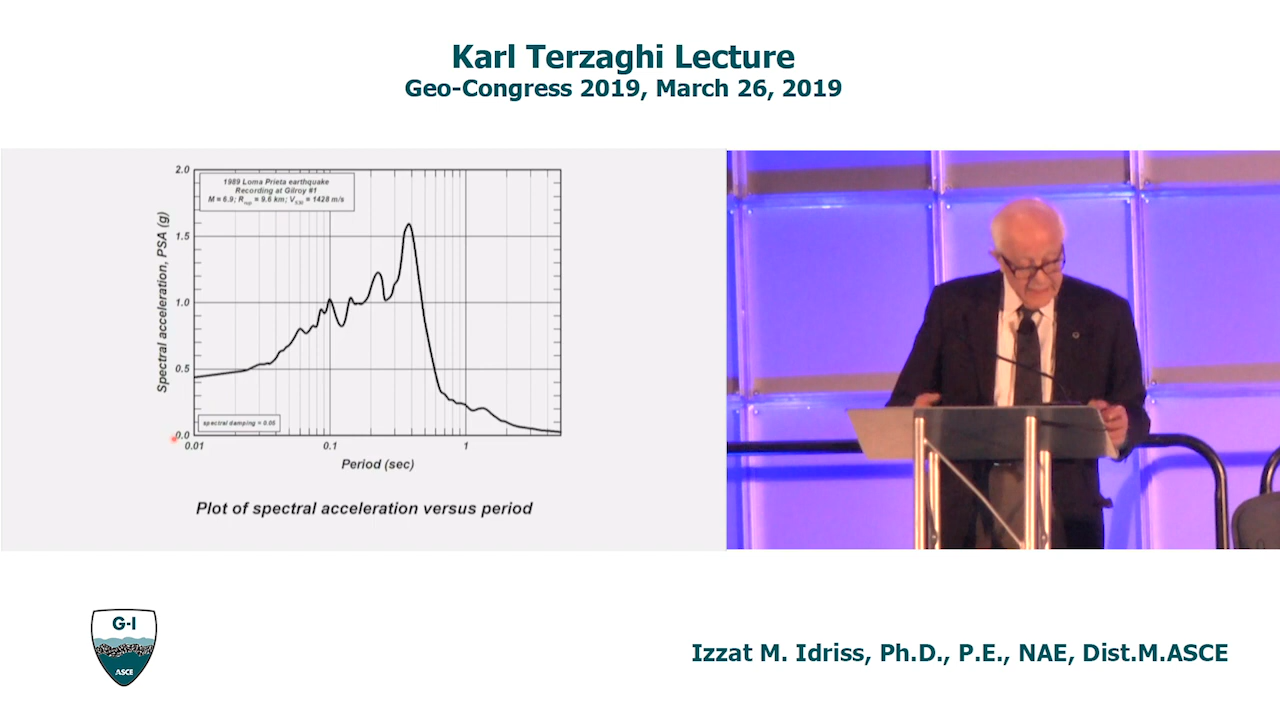 Karl Terzaghi Lecture
Geo-Congress 2019, March 26, 2019
2.0
1989 Loma Prieta earthquake
Recording at Gilroy #1
M = 6.9; Rrup = 9.6 km; VS30 = 1428 m/s
1.5
1.0
0.5
0.0
Spectral acceleration, PSA (g)
spectral damping = 0.05
0.01 0.1 1
Period (sec)
Plot of spectral acceleration versus period
G-I
ASCE
Izzat M. Idriss, Ph.D., P.E., NAE, Dist.M.ASCE